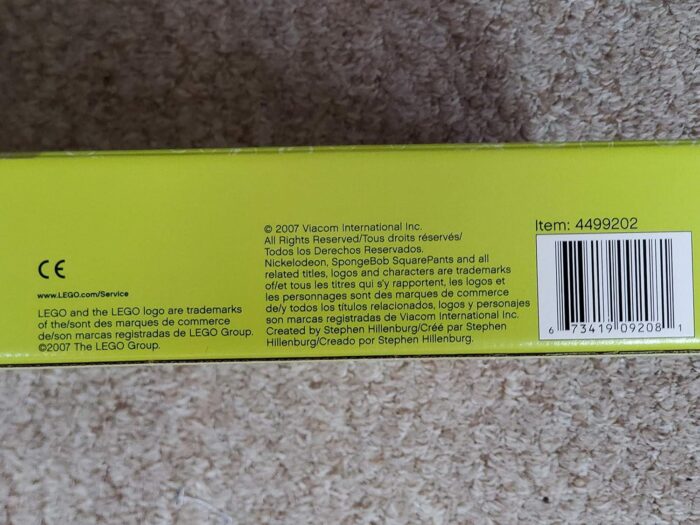 CE
www.LEGO.com/Service
LEGO and the LEGO logo are trademarks
of the/sont des marques de commerce
de/son marcas registradas de LEGO Group.
©2007 The LEGO Group.
© 2007 Viacom International Inc.
All Rights Reserved/Tous droits réservés/
Todos los Derechos Reservados.
Nickelodeon, SpongeBob SquarePants and all
related titles, logos and characters are trademarks
of/et tous les titres qui s'y rapportent, les logos et
les personnages sont des marques de commerce
de/y todos los títulos relacionados, logos y personajes
son marcas registradas de Viacom International Inc.
Created by Stephen Hillenburg/Créé par Stephen
Hillenburg/Creado por Stephen Hillenburg.
Item: 4499202
6 73419 09208 1